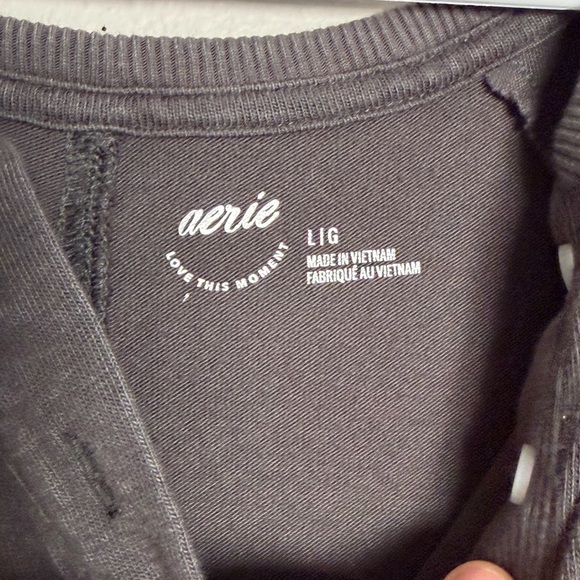 aerie
LOVE THIS MOMENT
L|G
MADE IN VIETNAM
FABRIQUÉ AU VIETNAM